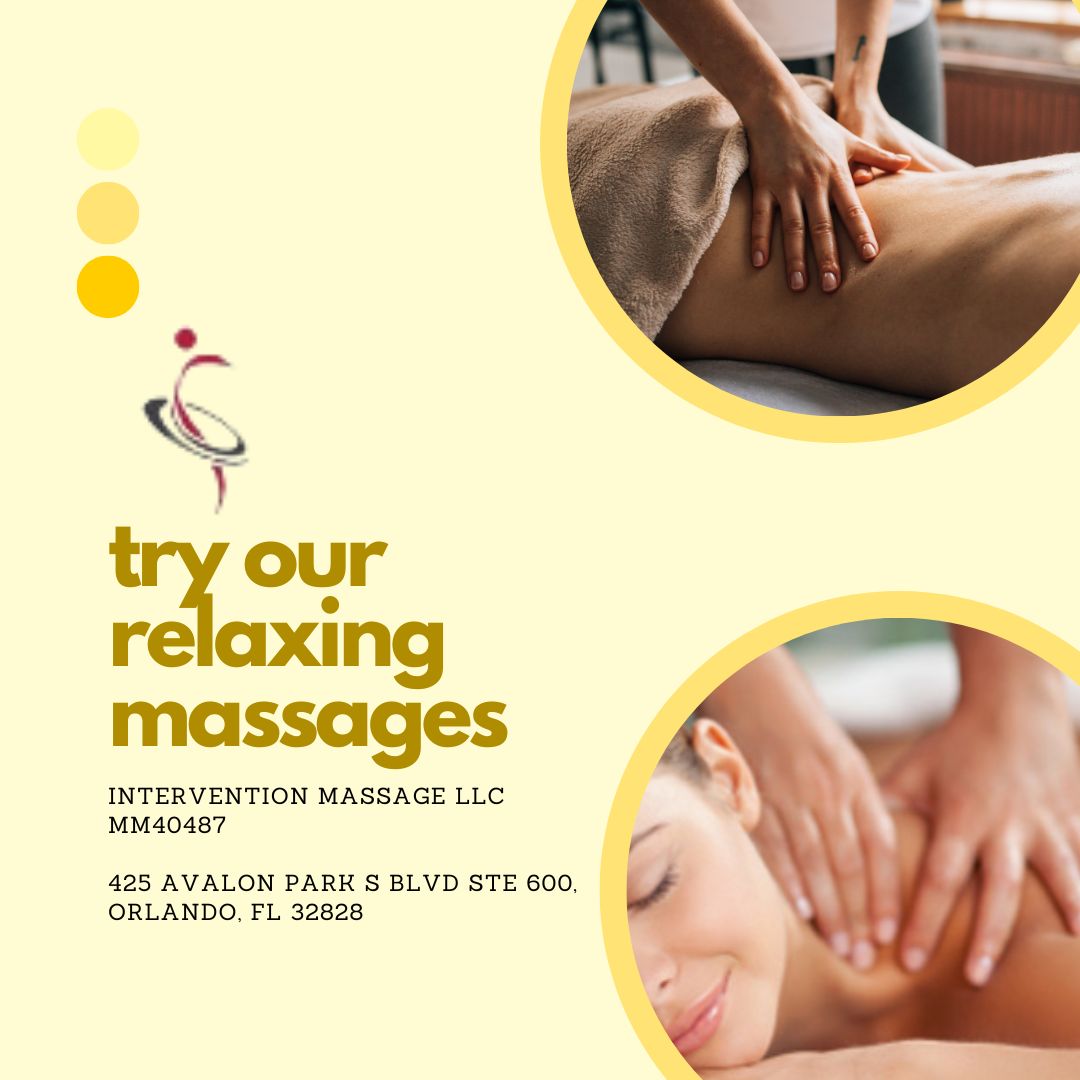 try our
relaxing
massages
INTERVENTION MASSAGE LLC
MM40487
425 AVALON PARK S BLVD STE 600,
ORLANDO, FL 32828